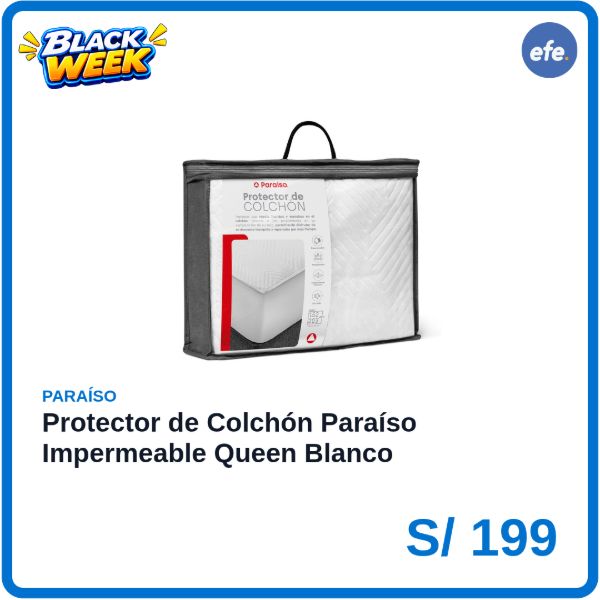 BLACK
WEEK
efe.
Paraíso
Protector de
COLCHÓN
PARAÍSO
Protector de Colchón Paraíso
Impermeable Queen Blanco
S/ 199